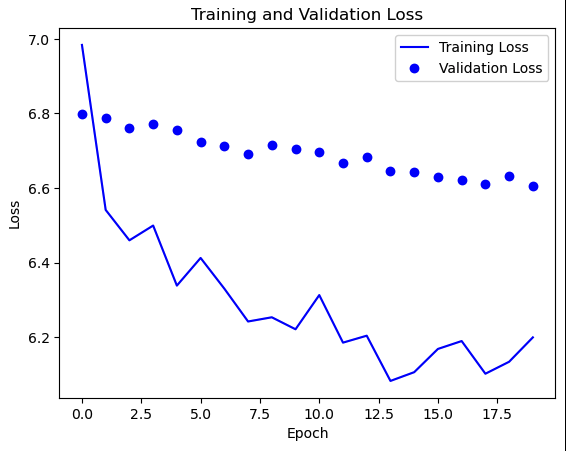 Training and Validation Loss
Training Loss
Validation Loss
7.0
6.8
6.6
6.4
6.2
Loss
0.0 2.5 5.0 7.5 10.0 12.5 15.0 17.5
Epoch